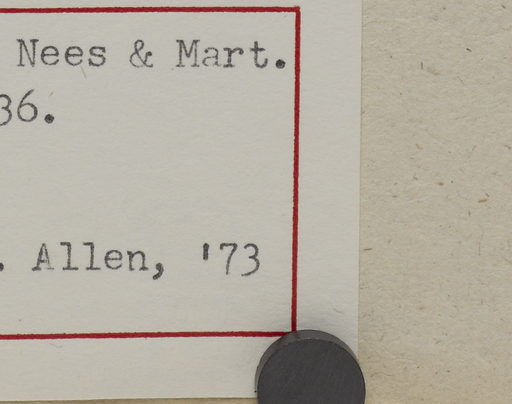 Nees & Mart.
36.
. Allen, '73